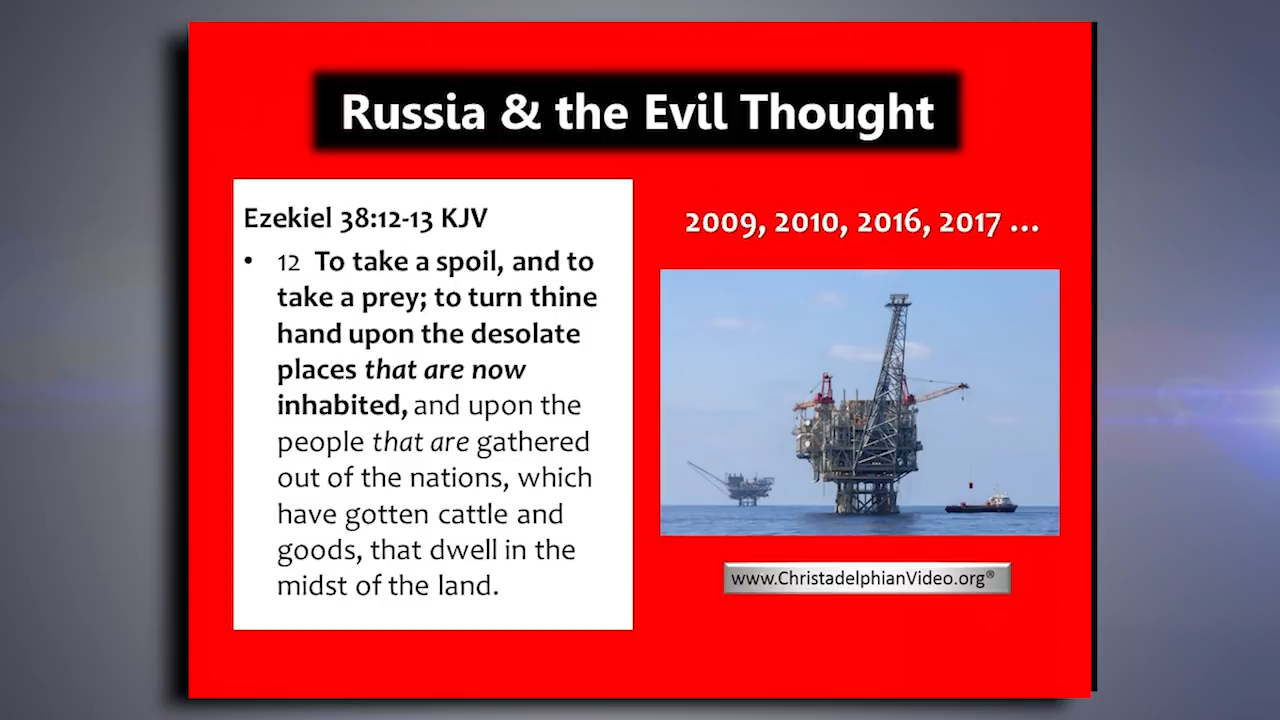 Russia & the Evil Thought
Ezekiel 38:12-13 KJV
• 12 To take a spoil, and to
take a prey; to turn thine
hand upon the desolate
places that are now
inhabited, and upon the
people that are gathered
out of the nations, which
have gotten cattle and
goods, that dwell in the
midst of the land.
2009, 2010, 2016, 2017 ...
www.ChristadelphianVideo.org®